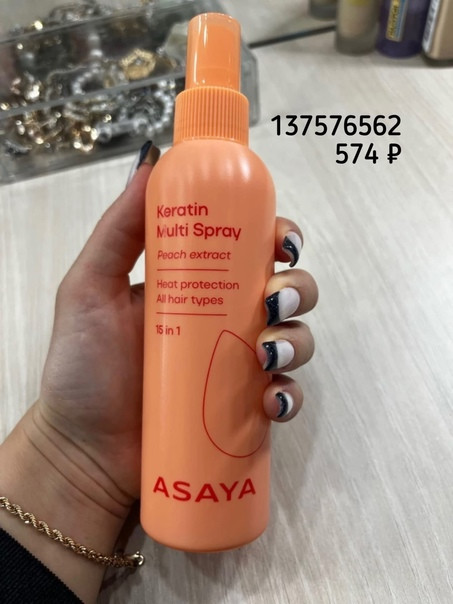 137576562
574 ₽
Keratin
Multi Spray
Peach extract
Heat protection
All hair types
15 in 1
ASAYA